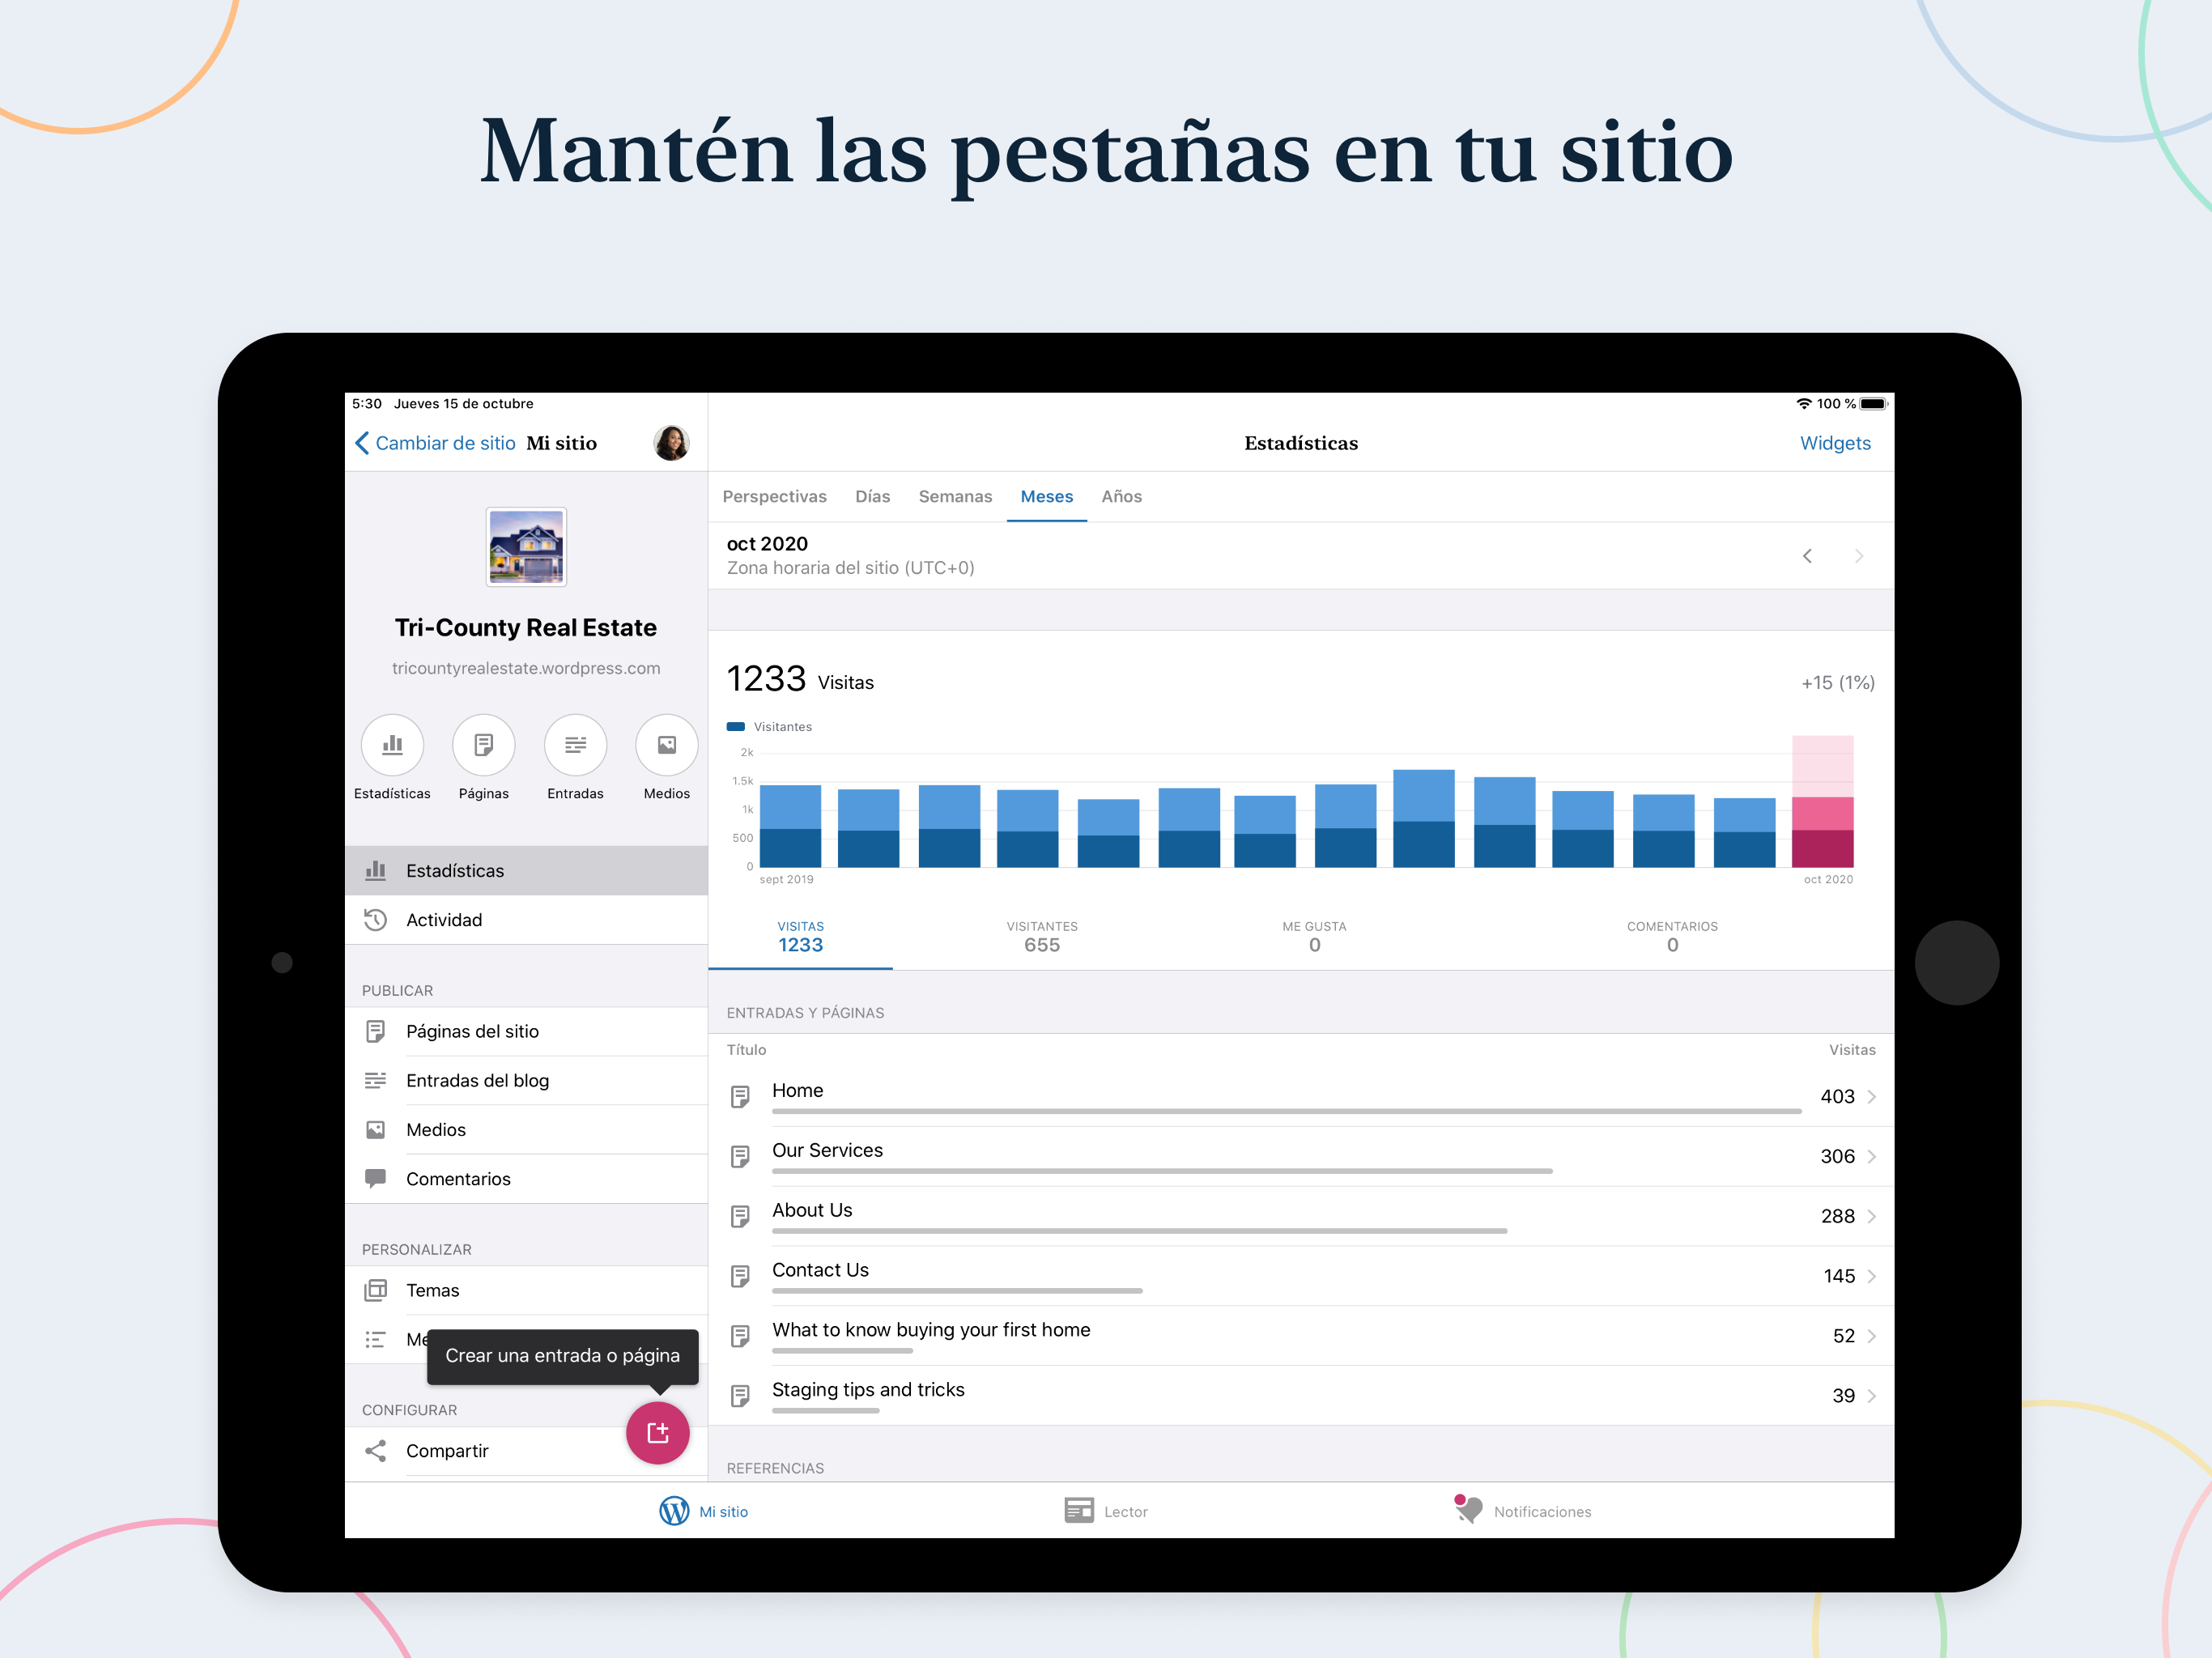 Mantén las pestañas en tu sitio
5:30 Jueves 15 de octubre
100 %
Cambiar de sitio Mi sitio
Estadísticas
Widgets
Tri-County Real Estate
tricountyrealestate.wordpress.com
Estadísticas Páginas Entradas Medios
Estadísticas
Actividad
PUBLICAR
Páginas del sitio
Entradas del blog
Medios
Comentarios
PERSONALIZAR
Temas
Crear una entrada o página
CONFIGURAR
Compartir
Perspectivas Días Semanas Meses Años
oct 2020
Zona horaria del sitio (UTC+0)
1233 Visitas
+15 (1%)
Visitantes
2k
1.5k
1k
500
0
sept 2019 oct 2020
VISITAS VISITANTES ME GUSTA COMENTARIOS
1233 655 0 0
ENTRADAS Y PÁGINAS
Título Visitas
Home 403
Our Services 306
About Us 288
Contact Us 145
What to know buying your first home 52
Staging tips and tricks 39
REFERENCIAS
Mi sitio Lector Notificaciones